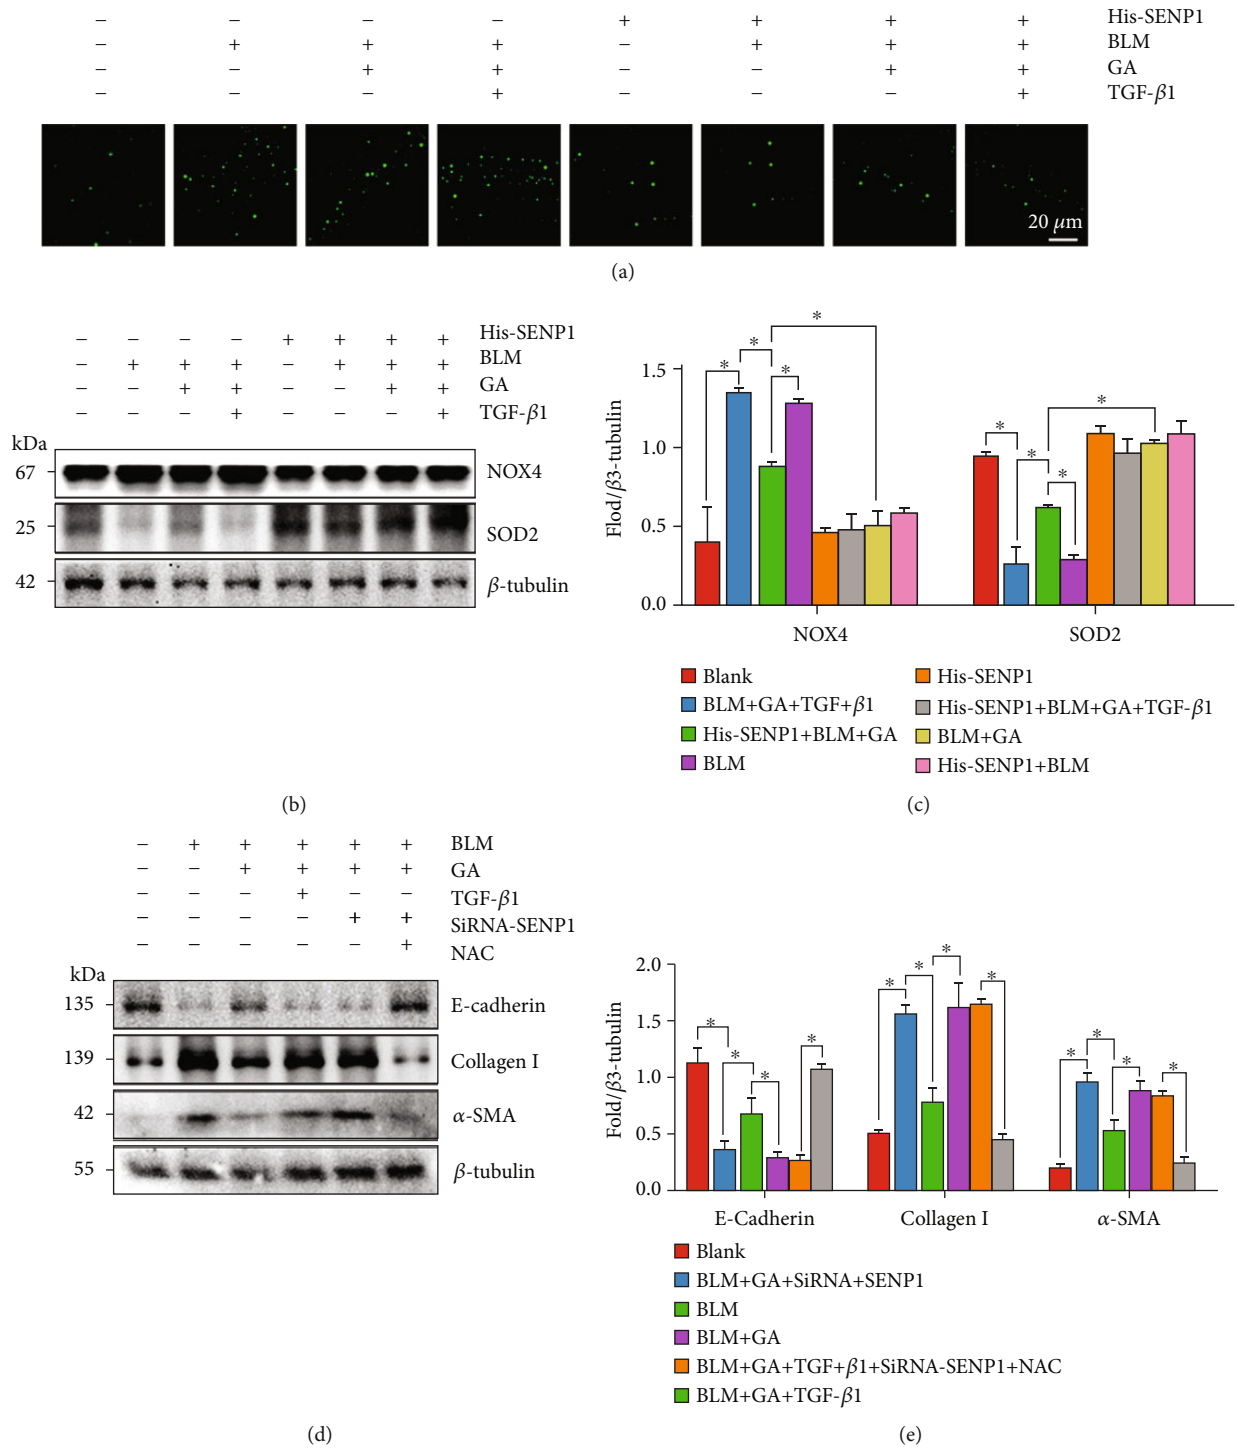 − − − − + + + + His-SENP1
− + + + − + + + BLM
− − + + − − + + GA
− − − + − − − + TGF-β1
20 μm
(a)
− − − − + + + + His-SENP1
− + + + − + + + BLM
− − + + − − + + GA
− − − + − − − + TGF-β1
kDa
67 NOX4
25 SOD2
42 β-tubulin
(b)
Flod/β3-tubulin
1.5
1.0
0.5
0.0
* * * *
* * * *
NOX4 SOD2
Blank
BLM+GA+TGF+β1
His-SENP1+BLM+GA
BLM
His-SENP1
His-SENP1+BLM+GA+TGF-β1
BLM+GA
His-SENP1+BLM
(c)
− + + + + + BLM
− − + + + + GA
− − − + − − TGF-β1
− − − − + + SiRNA-SENP1
− − − − − + NAC
kDa
135 E-cadherin
139 Collagen I
42 α-SMA
55 β-tubulin
(d)
Fold/β3-tubulin
2.0
1.5
1.0
0.5
0.0
* * * *
* * * *
* * * *
E-Cadherin Collagen I α-SMA
Blank
BLM+GA+SiRNA+SENP1
BLM
BLM+GA
BLM+GA+TGF+β1+SiRNA-SENP1+NAC
BLM+GA+TGF-β1
(e)